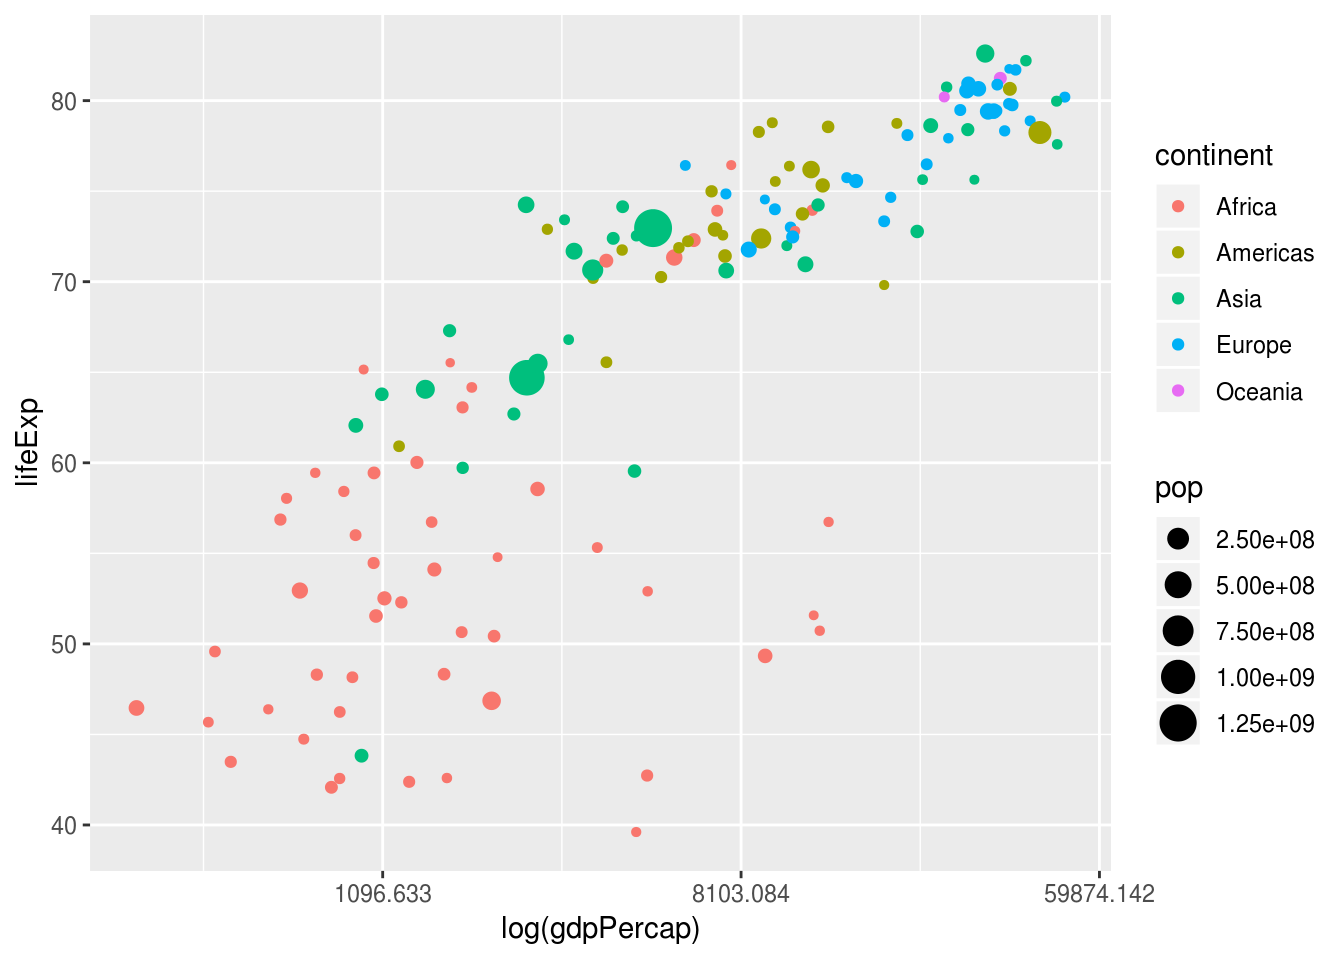 lifeExp
80
70
60
50
40
1096.633
8103.084
59874.142
log(gdpPercap)
continent
Africa
Americas
Asia
Europe
Oceania
pop
2.50e+08
5.00e+08
7.50e+08
1.00e+09
1.25e+09